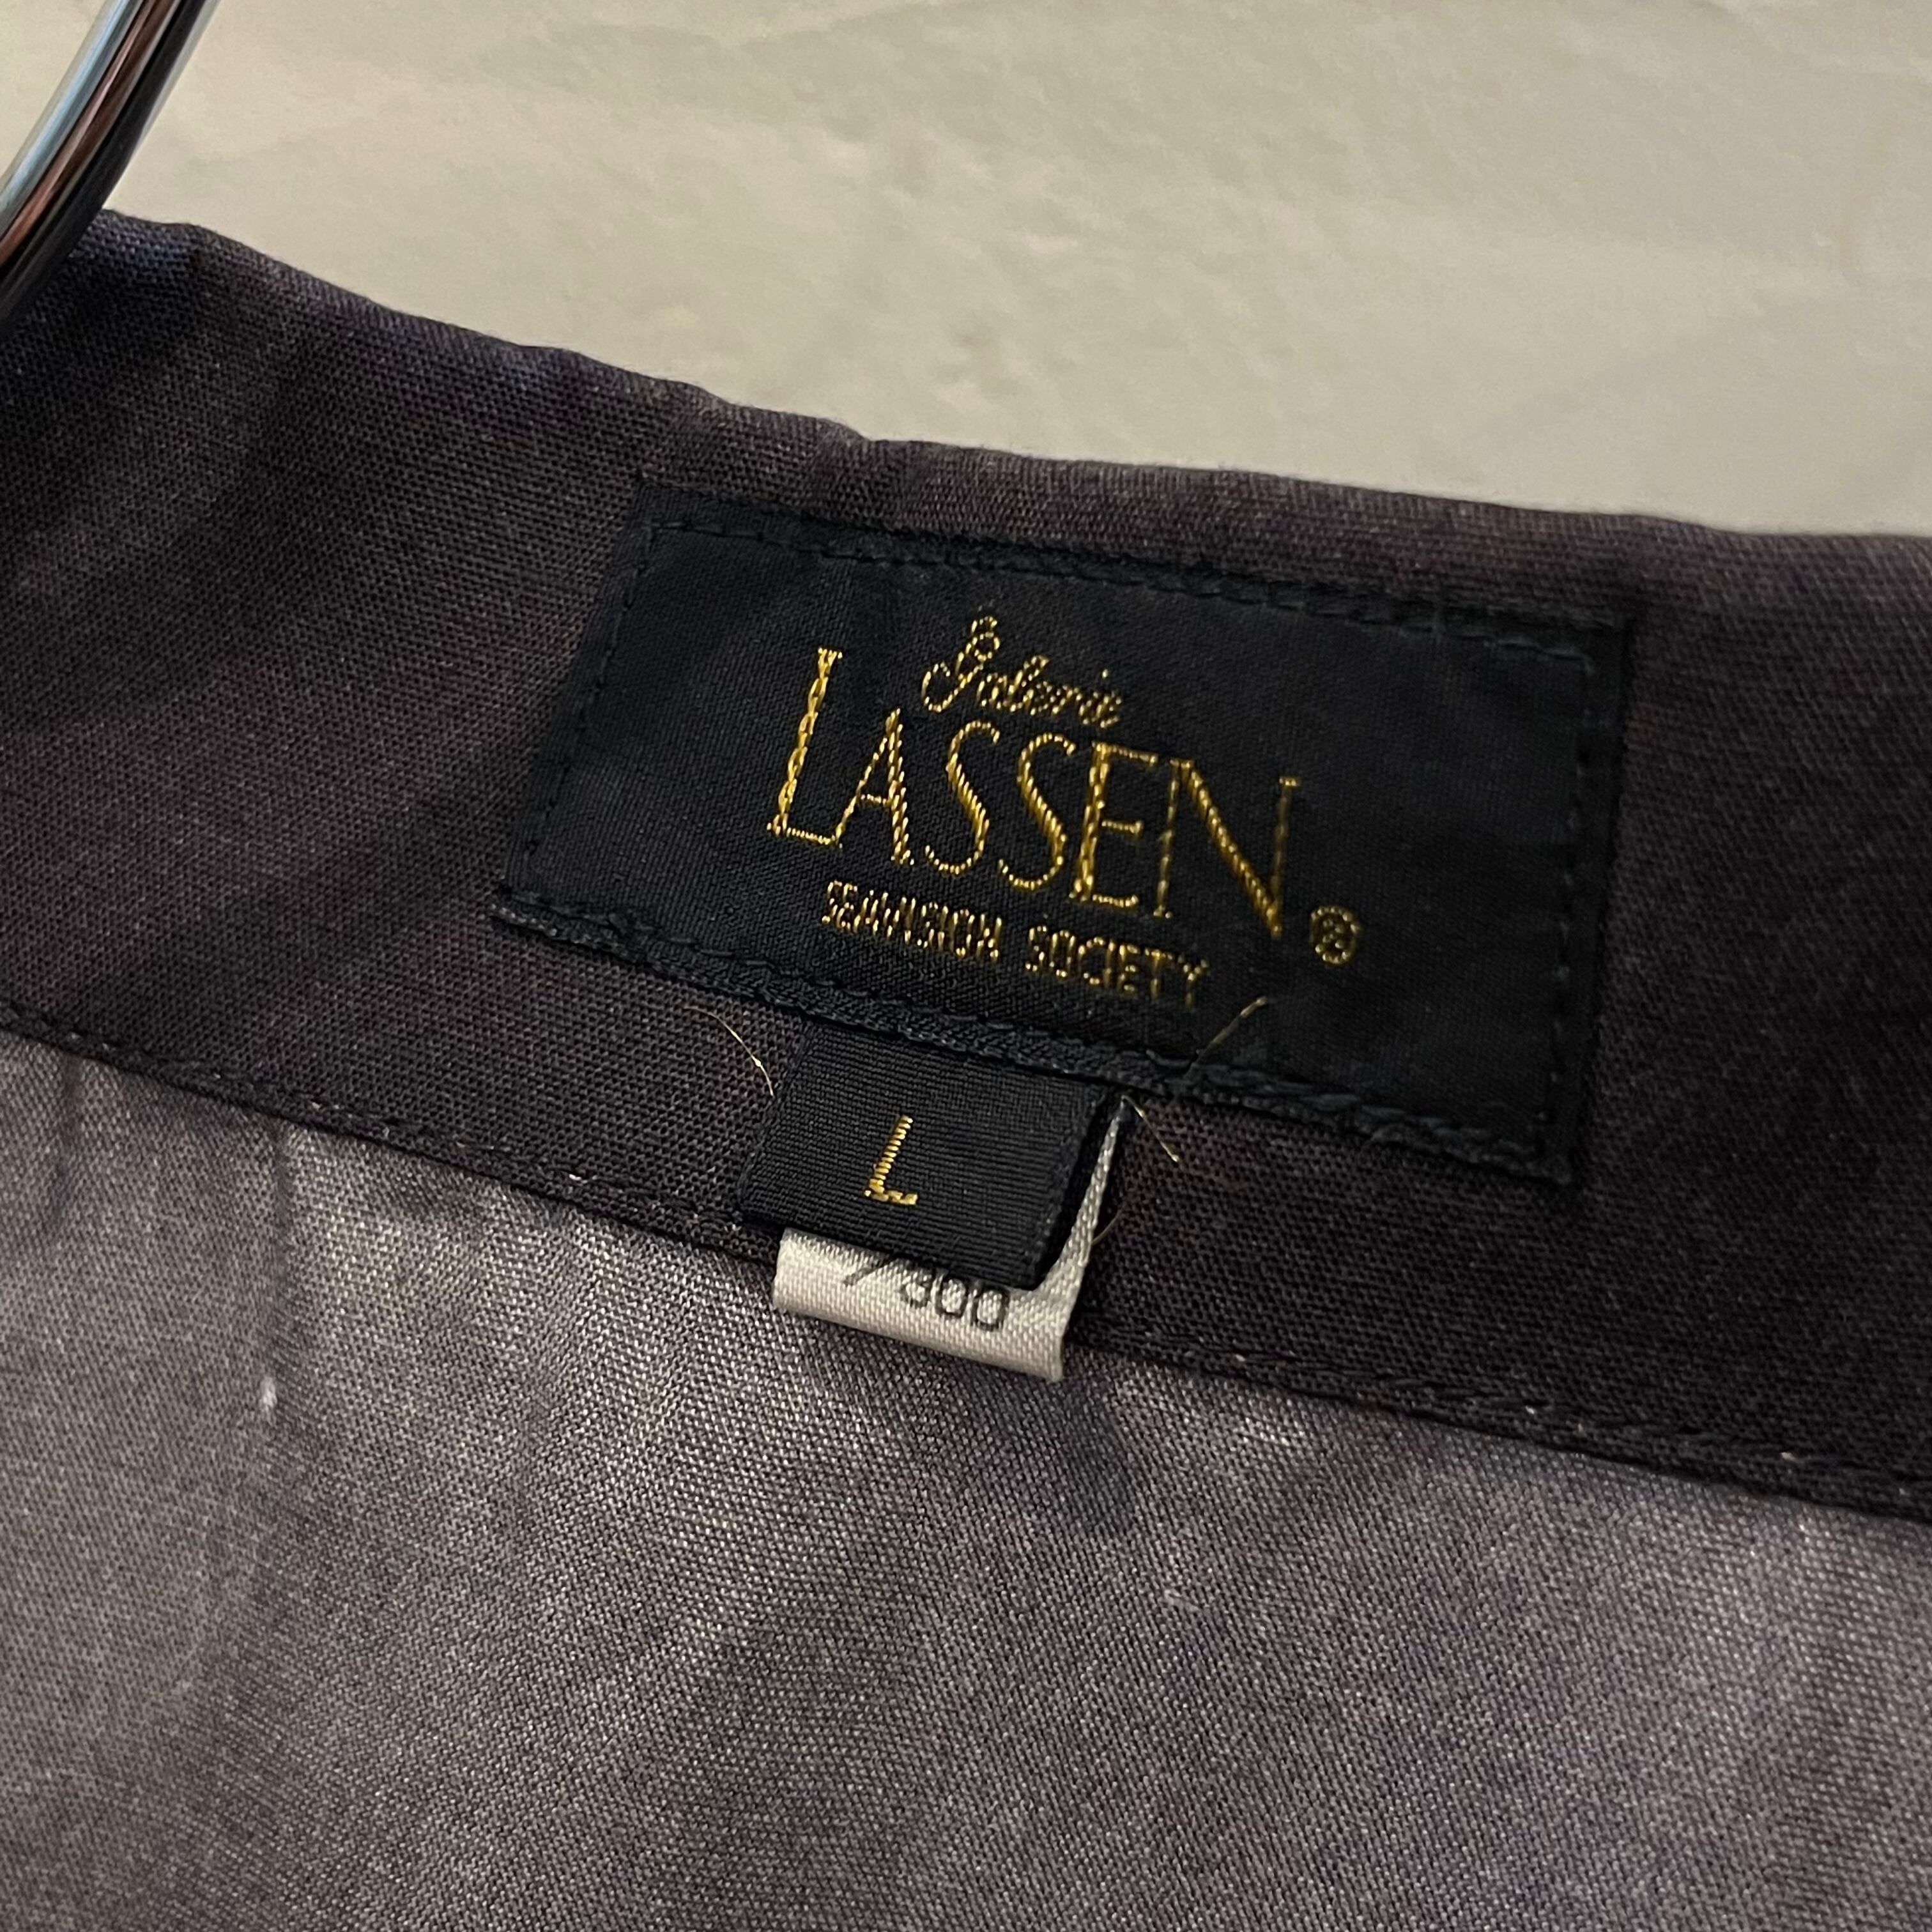 Galerie
LASSEN®
SEAVISION SOCIETY
L
/300